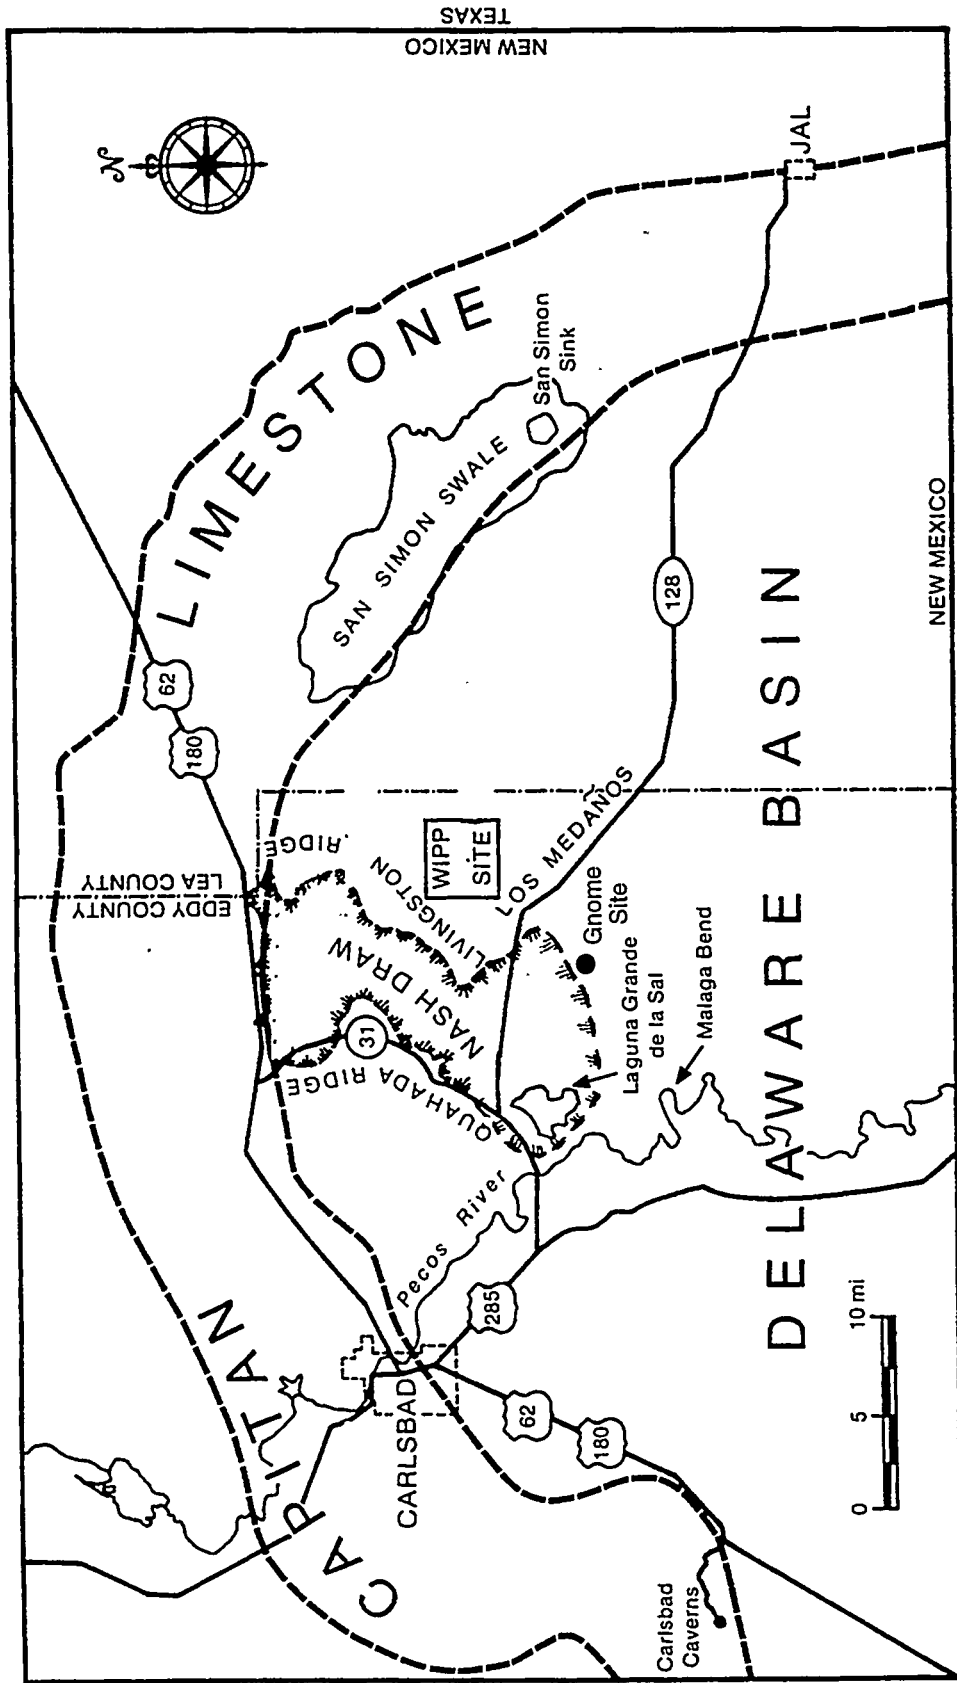 TEXAS
NEW MEXICO
N
CAPITAN
LIMESTONE
62
180
EDDY COUNTY
LEA COUNTY
LIVINGSTON
RIDGE
NASH DRAW
QUAHADA RIDGE
31
WIPP
SITE
LOS MEDAÑOS
SAN SIMON SWALE
San Simon
Sink
JAL
128
Gnome
Site
Laguna Grande
de la Sal
Malaga Bend
Pecos River
CARLSBAD
285
62
180
Carlsbad
Caverns
DELAWARE BASIN
NEW MEXICO
0
5
10 mi